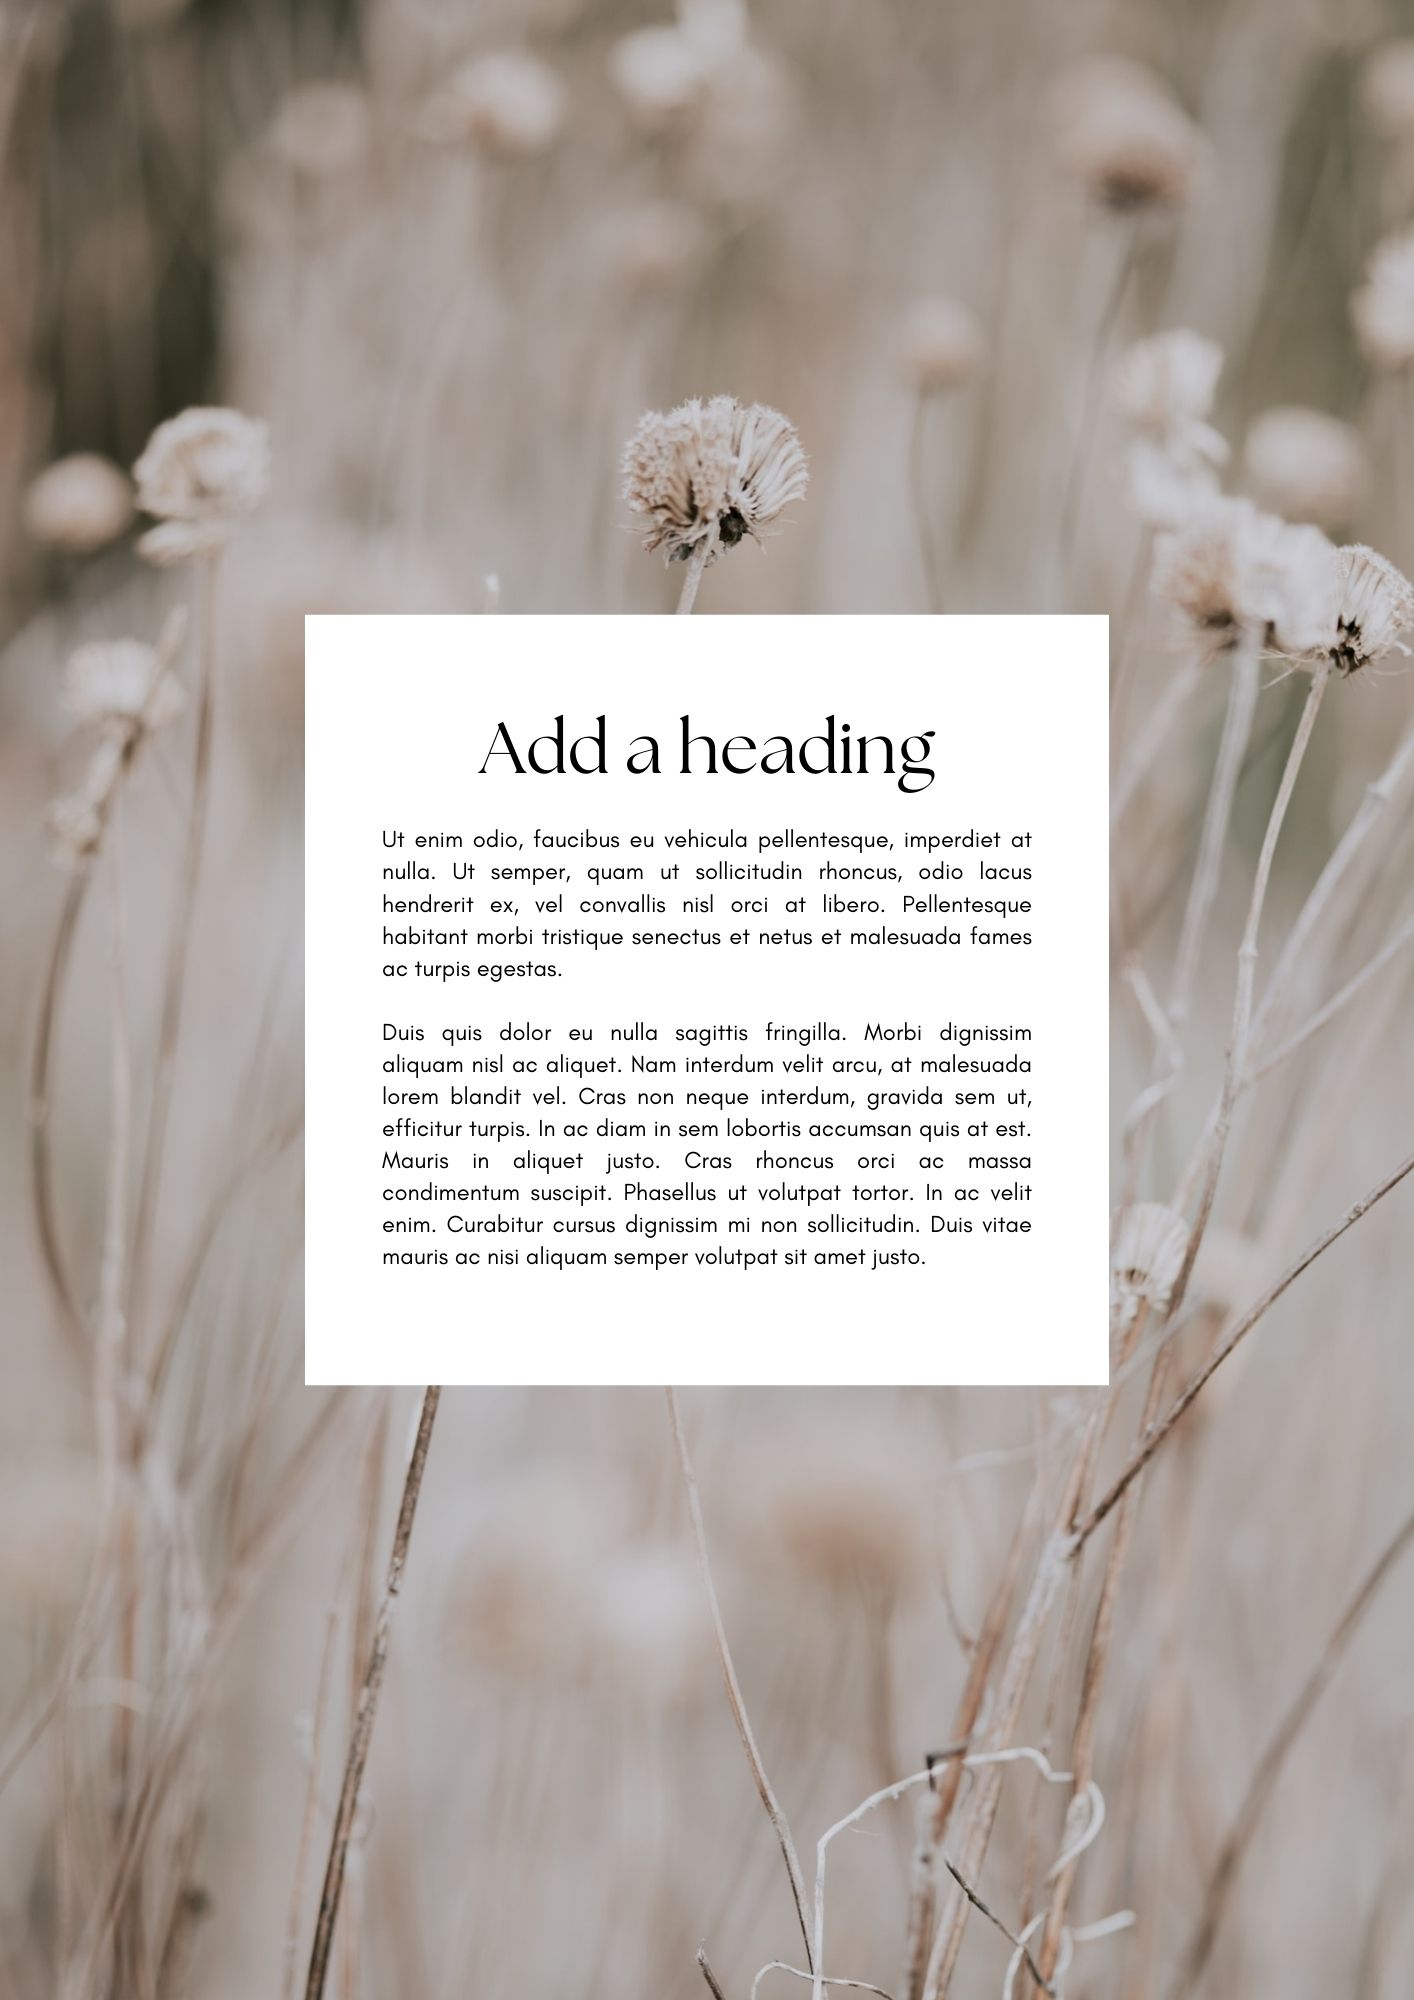 Add a heading
Ut enim odio, faucibus eu vehicula pellentesque, imperdiet at
nulla. Ut semper, quam ut sollicitudin rhoncus, odio lacus
hendrerit ex, vel convallis nisl orci at libero. Pellentesque
habitant morbi tristique senectus et netus et malesuada fames
ac turpis egestas.
Duis quis dolor eu nulla sagittis fringilla. Morbi dignissim
aliquam nisl ac aliquet. Nam interdum velit arcu, at malesuada
lorem blandit vel. Cras non neque interdum, gravida sem ut,
efficitur turpis. In ac diam in sem lobortis accumsan quis at est.
Mauris in aliquet justo. Cras rhoncus orci ac massa
condimentum suscipit. Phasellus ut volutpat tortor. In ac velit
enim. Curabitur cursus dignissim mi non sollicitudin. Duis vitae
mauris ac nisi aliquam semper volutpat sit amet justo.